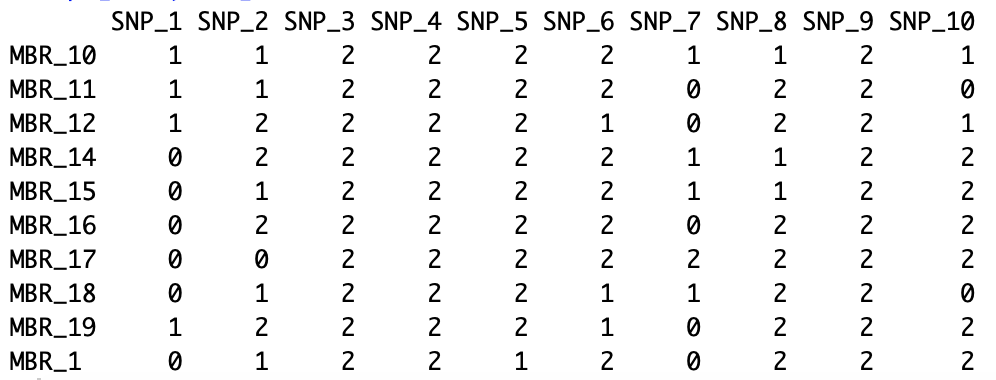 SNP_1 SNP_2 SNP_3 SNP_4 SNP_5 SNP_6 SNP_7 SNP_8 SNP_9 SNP_10
MBR_10 1 1 2 2 2 2 1 1 2 1
MBR_11 1 1 2 2 2 2 0 2 2 0
MBR_12 1 2 2 2 2 1 0 2 2 1
MBR_14 0 2 2 2 2 2 1 1 2 2
MBR_15 0 1 2 2 2 2 1 1 2 2
MBR_16 0 2 2 2 2 2 0 2 2 2
MBR_17 0 0 2 2 2 2 2 2 2 2
MBR_18 0 1 2 2 2 1 1 2 2 0
MBR_19 1 2 2 2 2 1 0 2 2 2
MBR_1 0 1 2 2 1 2 0 2 2 2